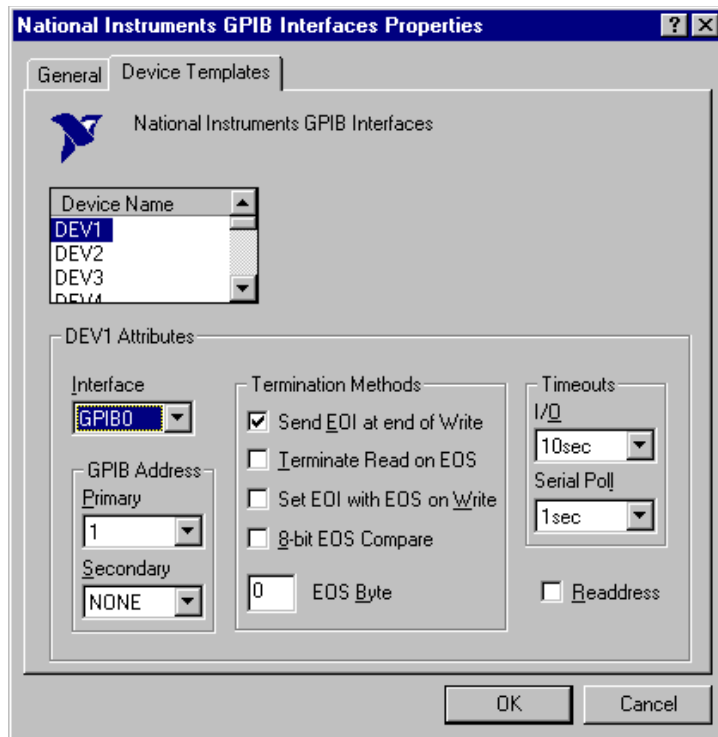 National Instruments GPIB Interfaces Properties
General Device Templates
National Instruments GPIB Interfaces
Device Name
DEV1
DEV2
DEV3
DEV4
DEV1 Attributes
Interface
GPIB0
GPIB Address
Primary
1
Secondary
NONE
Termination Methods
Send EOI at end of Write
Terminate Read on EOS
Set EOI with EOS on Write
8-bit EOS Compare
0 EOS Byte
Timeouts
I/O
10sec
Serial Poll
1sec
Readdress
OK Cancel